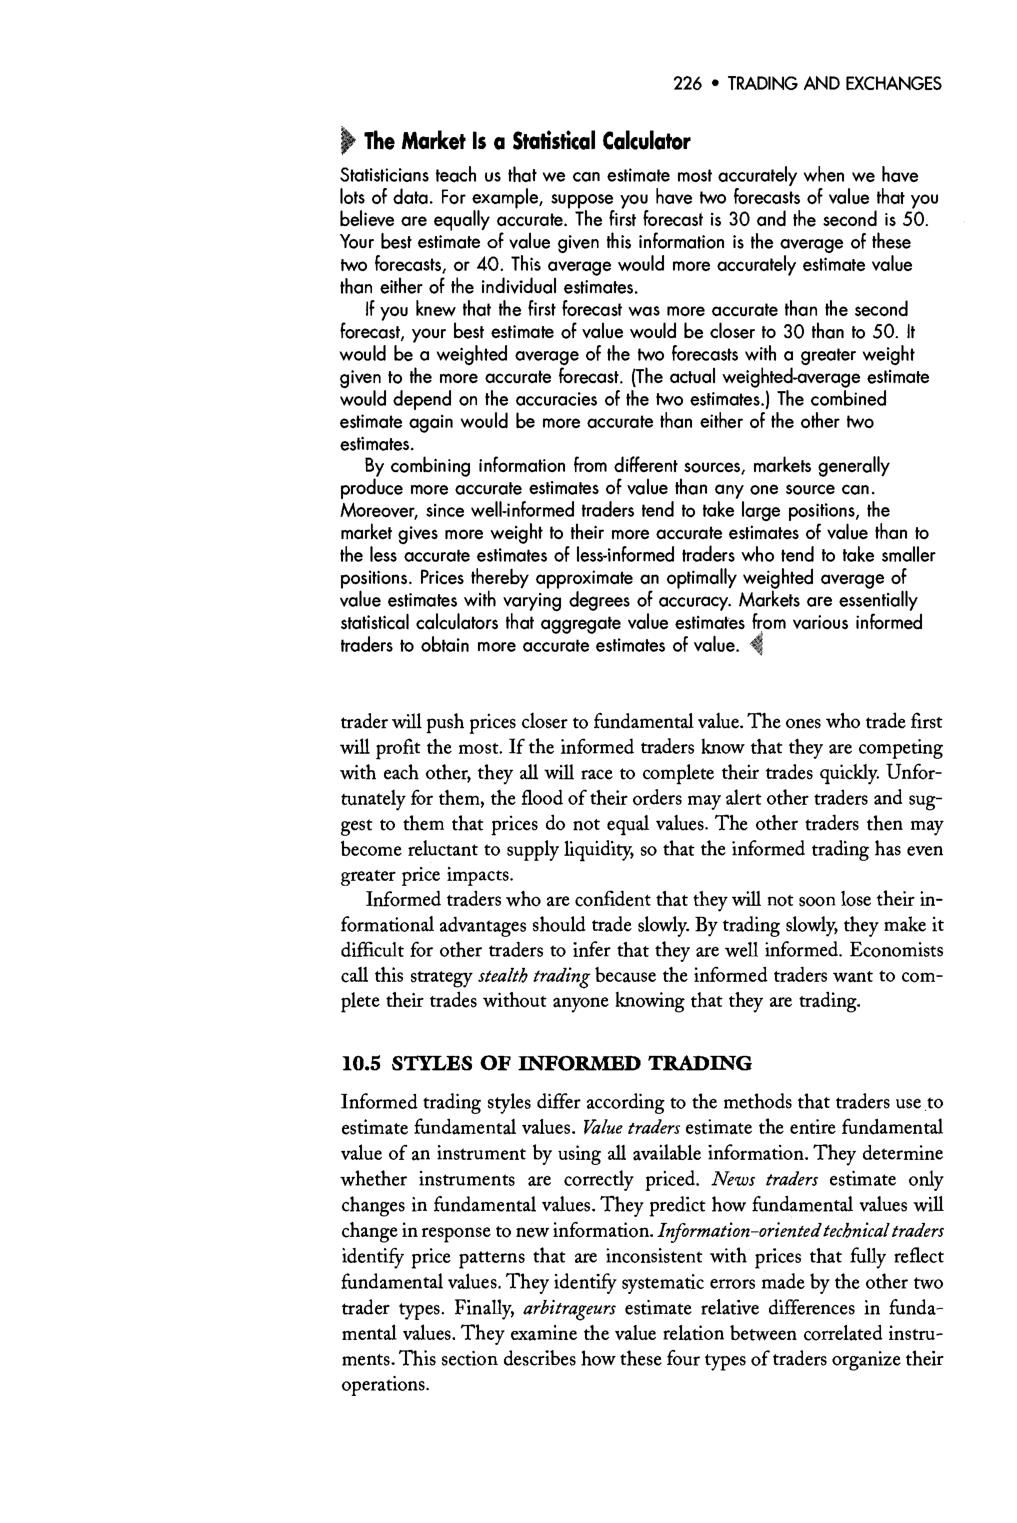 226 • TRADING AND EXCHANGES
The Market Is a Statistical Calculator
Statisticians teach us that we can estimate most accurately when we have
lots of data. For example, suppose you have two forecasts of value that you
believe are equally accurate. The first forecast is 30 and the second is 50.
Your best estimate of value given this information is the average of these
two forecasts, or 40. This average would more accurately estimate value
than either of the individual estimates.
If you knew that the first forecast was more accurate than the second
forecast, your best estimate of value would be closer to 30 than to 50. It
would be a weighted average of the two forecasts with a greater weight
given to the more accurate forecast. (The actual weighted-average estimate
would depend on the accuracies of the two estimates.) The combined
estimate again would be more accurate than either of the other two
estimates.
By combining information from different sources, markets generally
produce more accurate estimates of value than any one source can.
Moreover, since well-informed traders tend to take large positions, the
market gives more weight to their more accurate estimates of value than to
the less accurate estimates of less-informed traders who tend to take smaller
positions. Prices thereby approximate an optimally weighted average of
value estimates with varying degrees of accuracy. Markets are essentially
statistical calculators that aggregate value estimates from various informed
traders to obtain more accurate estimates of value.
trader will push prices closer to fundamental value. The ones who trade first
will profit the most. If the informed traders know that they are competing
with each other, they all will race to complete their trades quickly. Unfor-
tunately for them, the flood of their orders may alert other traders and sug-
gest to them that prices do not equal values. The other traders then may
become reluctant to supply liquidity, so that the informed trading has even
greater price impacts.
Informed traders who are confident that they will not soon lose their in-
formational advantages should trade slowly. By trading slowly, they make it
difficult for other traders to infer that they are well informed. Economists
call this strategy stealth trading because the informed traders want to com-
plete their trades without anyone knowing that they are trading.
10.5 STYLES OF INFORMED TRADING
Informed trading styles differ according to the methods that traders use to
estimate fundamental values. Value traders estimate the entire fundamental
value of an instrument by using all available information. They determine
whether instruments are correctly priced. News traders estimate only
changes in fundamental values. They predict how fundamental values will
change in response to new information. Information-oriented technical traders
identify price patterns that are inconsistent with prices that fully reflect
fundamental values. They identify systematic errors made by the other two
trader types. Finally, arbitrageurs estimate relative differences in funda-
mental values. They examine the value relation between correlated instru-
ments. This section describes how these four types of traders organize their
operations.